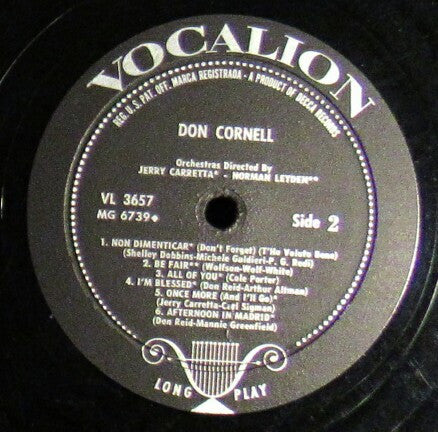 VOCALION
REG. U.S. PAT. OFF. MARCA REGISTRADA - A PRODUCT OF DECCA RECORDS
DON CORNELL
Orchestras Directed By
JERRY CARRETTA* - NORMAN LEYDEN**
VL 3657
MG 6739◆
Side 2
1. NON DIMENTICAR* (Don't Forget) (T'Ho Voluto Bene)
(Shelley Dobbins-Michele Galdieri-P. G. Redi)
2. BE FAIR** (Wolfson-Wolf-White)
3. ALL OF YOU* (Cole Porter)
4. I'M BLESSED* (Don Reid-Arthur Altman)
5. ONCE MORE (And I'll Go)*
(Jerry Carretta-Carl Sigman)
6. AFTERNOON IN MADRID*
(Don Reid-Mannie Greenfield)
LONG PLAY